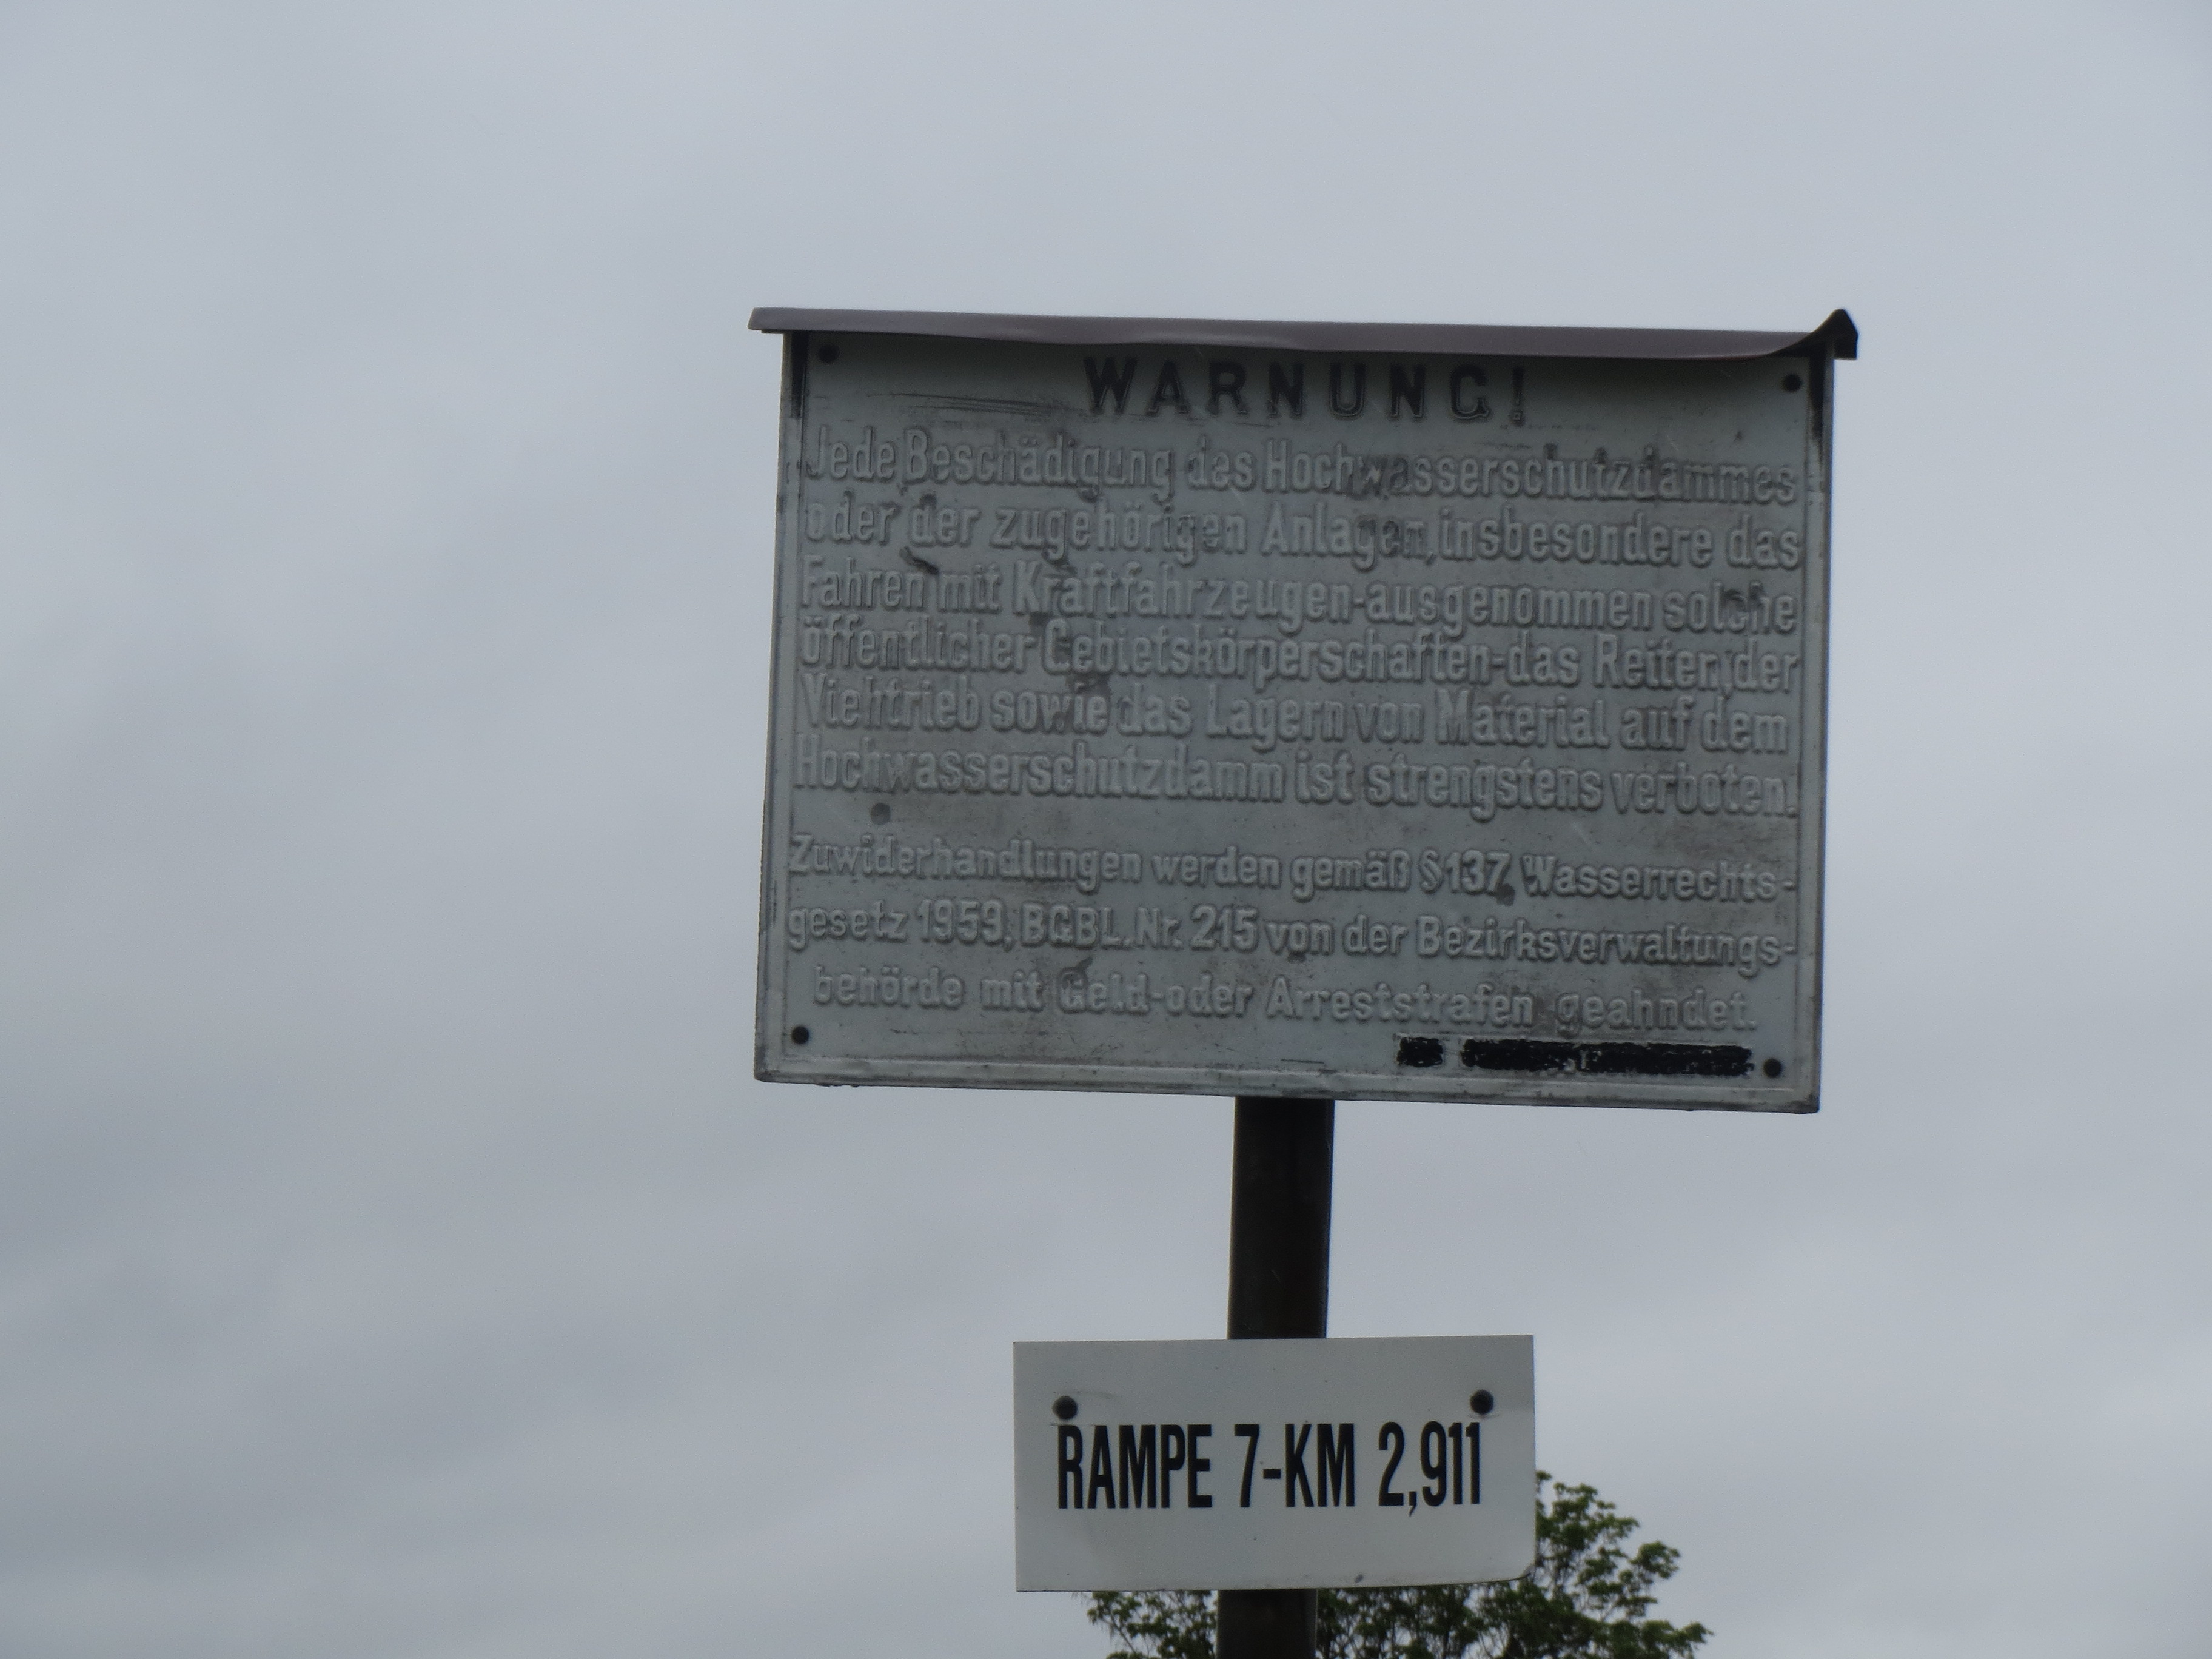 WARNUNG!
Jede Beschädigung des Hochwasserschutzdammes
oder der zugehörigen Anlagen, insbesondere das
Fahren mit Kraftfahrzeugen-ausgenommen solche
öffentlicher Gebietskörperschaften-das Reiten, der
Viehtrieb sowie das Lagern von Material auf dem
Hochwasserschutzdamm ist strengstens verboten.
Zuwiderhandlungen werden gemäß §137, Wasserrechts-
gesetz 1959, BGBL. Nr. 215 von der Bezirksverwaltungs-
behörde mit Geld-oder Arreststrafen geahndet.
RAMPE 7-KM 2,911